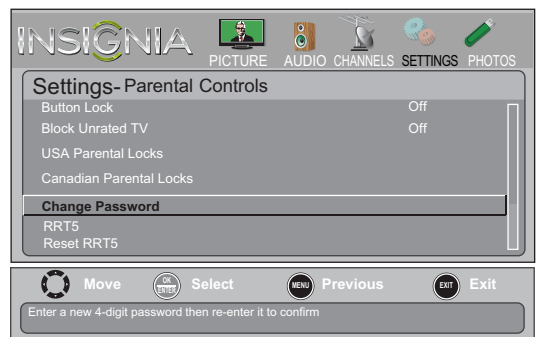 INSIGNIA
PICTURE AUDIO CHANNELS SETTINGS PHOTOS
Settings- Parental Controls
Button Lock Off
Block Unrated TV Off
USA Parental Locks
Canadian Parental Locks
Change Password
RRT5
Reset RRT5
Move OK ENTER Select MENU Previous EXIT Exit
Enter a new 4-digit password then re-enter it to confirm